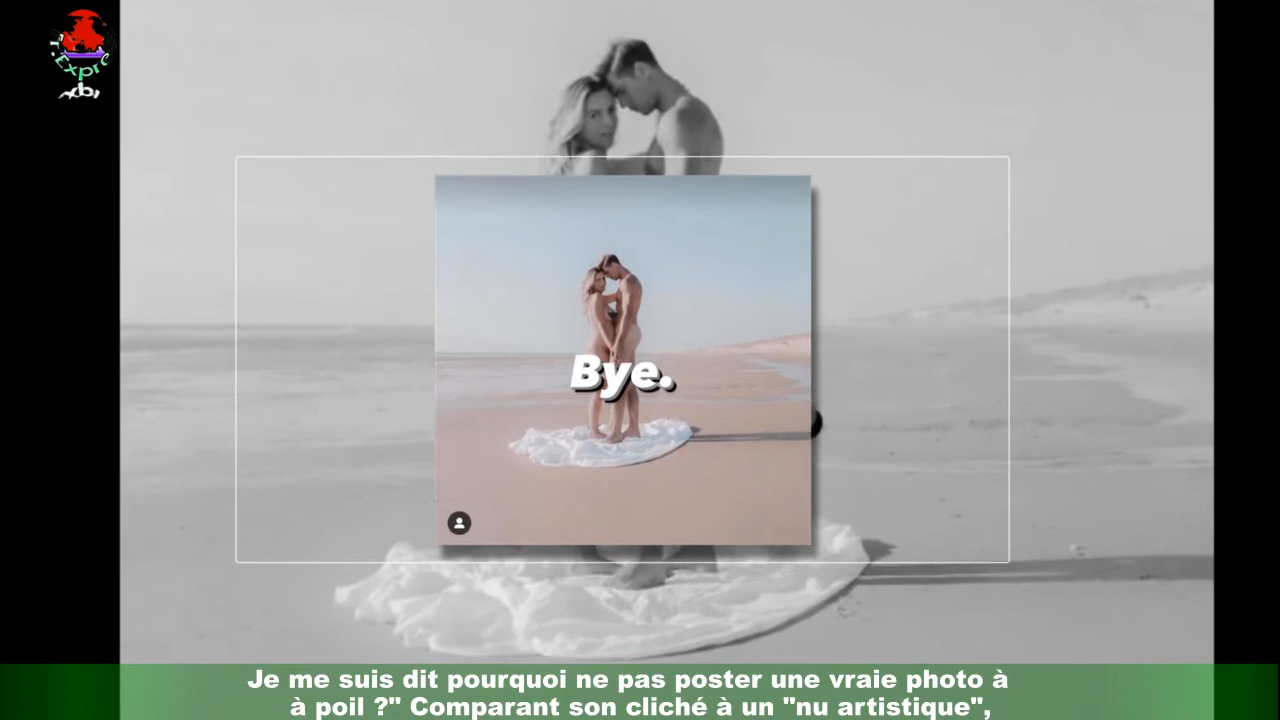 T.Expre
Bye.
Je me suis dit pourquoi ne pas poster une vraie photo à
à poil ?" Comparant son cliché à un "nu artistique",